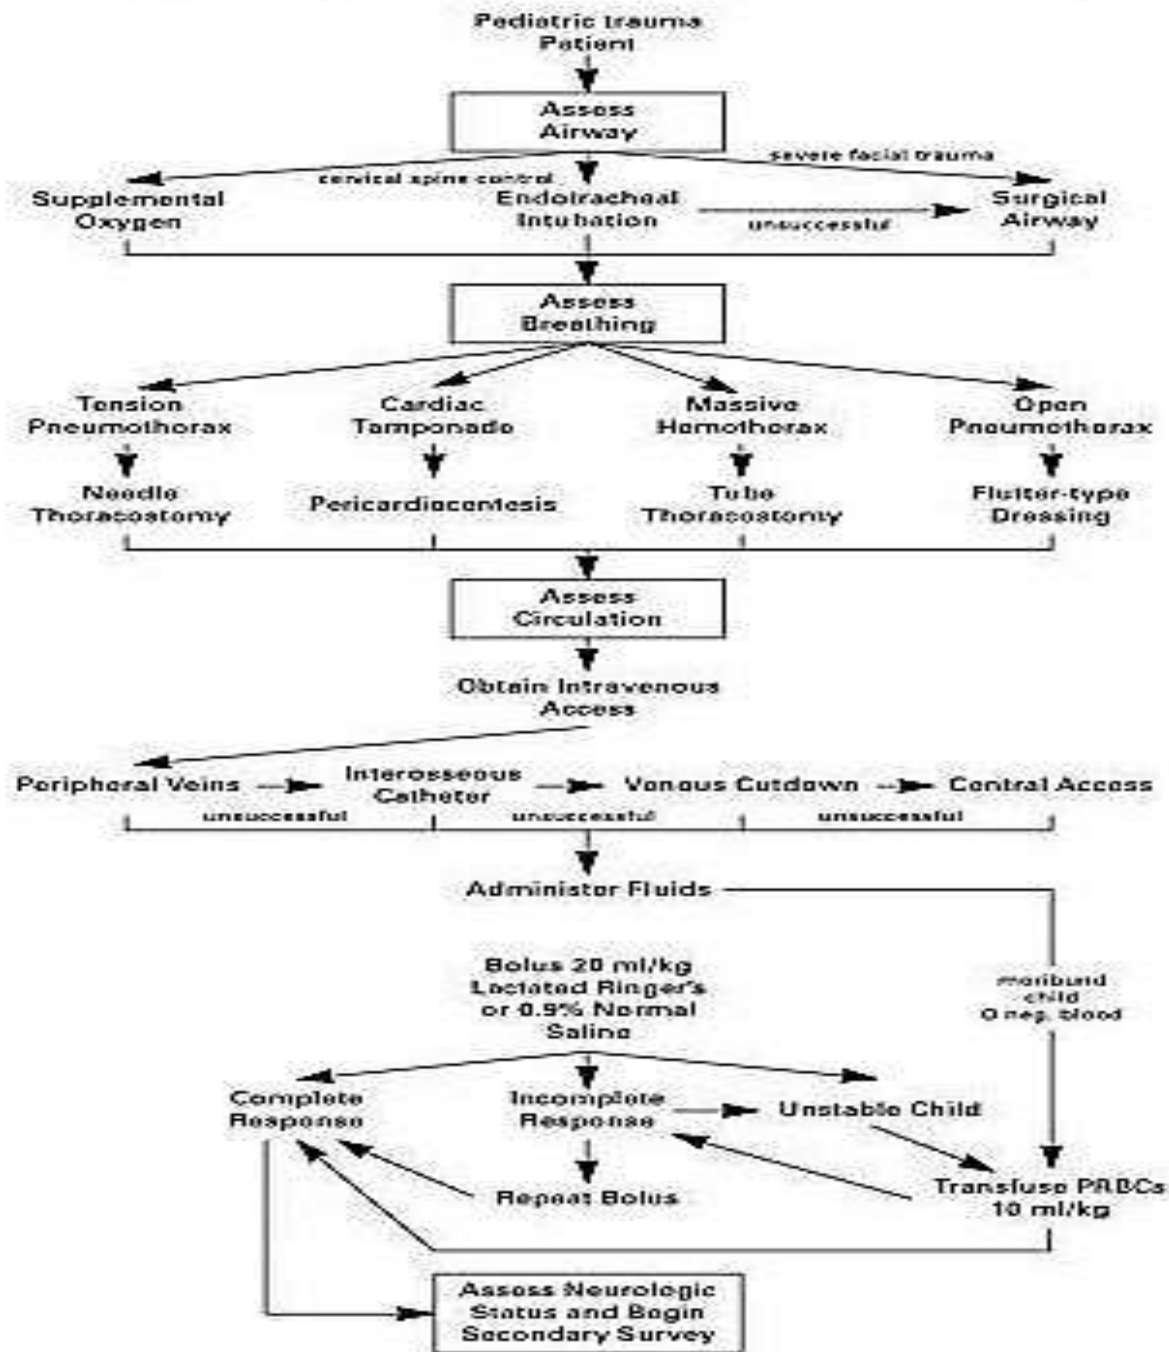 Pediatric trauma
Patient
Assess
Airway
severe facial trauma
cervical spine control
Supplemental
Oxygen
Endotracheal
Intubation
unsuccessful
Surgical
Airway
Assess
Breathing
Tension
Pneumothorax
Cardiac
Tamponade
Massive
Hemothorax
Open
Pneumothorax
Needle
Thoracostomy
Pericardiocentesis
Tube
Thoracostomy
Flutter-type
Dressing
Assess
Circulation
Obtain Intravenous
Access
Peripheral Veins
Interosseous
Catheter
Venous Cutdown
Central Access
unsuccessful
unsuccessful
unsuccessful
Administer Fluids
Bolus 20 ml/kg
Lactated Ringer's
or 0.9% Normal
Saline
moribund
child
O neg. blood
Complete
Response
Incomplete
Response
Unstable Child
Repeat Bolus
Transfuse PRBCs
10 ml/kg
Assess Neurologic
Status and Begin
Secondary Survey